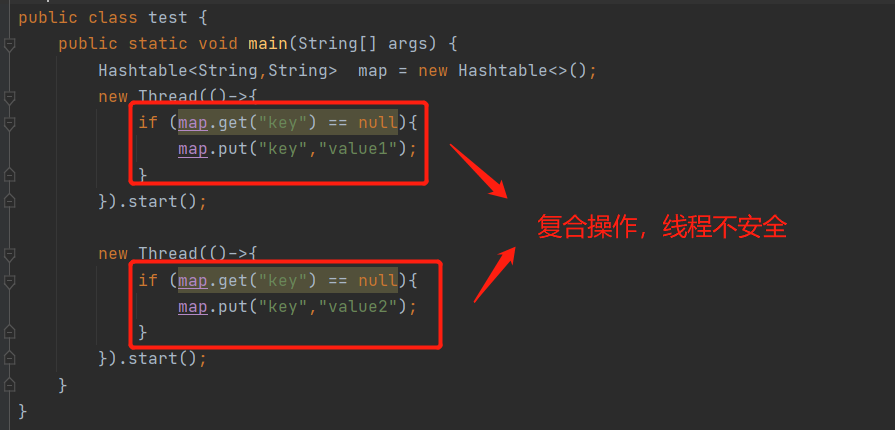 public class test {
public static void main(String[] args) {
Hashtable<String,String>  map = new Hashtable<>();
new Thread(()->{
if (map.get("key") == null){
map.put("key","value1");
}
}).start();
复合操作，线程不安全
new Thread(()->{
if (map.get("key") == null){
map.put("key","value2");
}
}).start();
}
}